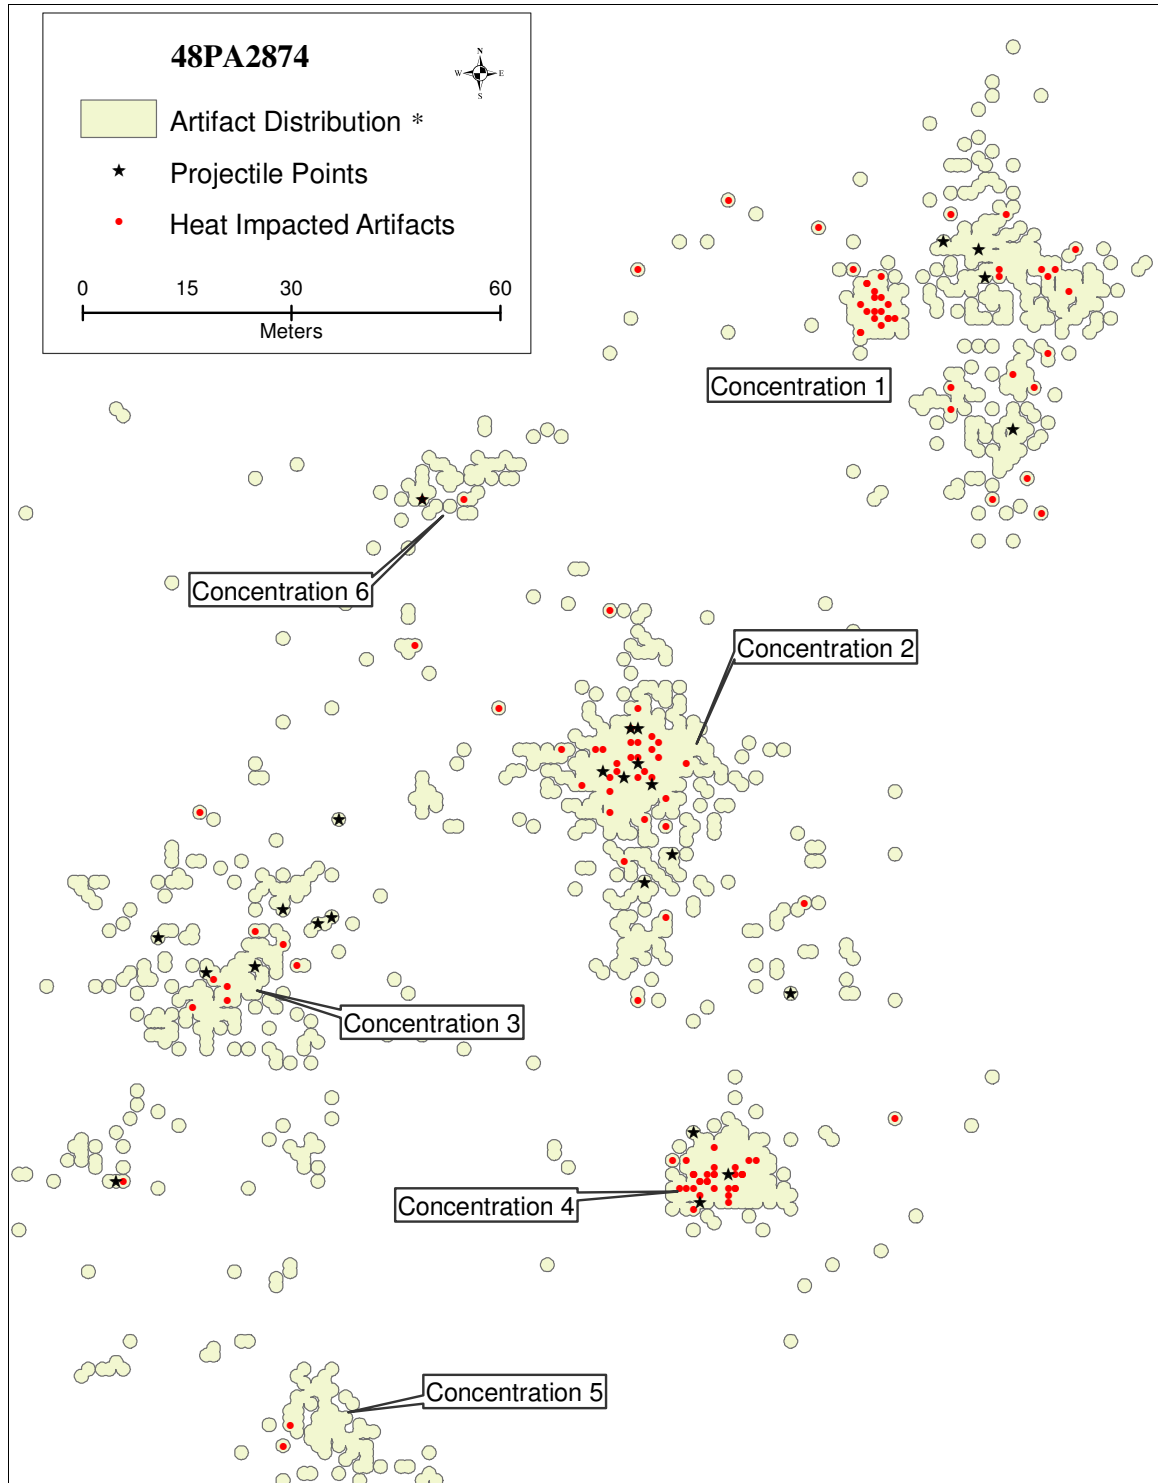 48PA2874
N
W E
S
Artifact Distribution *
Projectile Points
Heat Impacted Artifacts
0 15 30 60
Meters
Concentration 1
Concentration 6
Concentration 2
Concentration 3
Concentration 4
Concentration 5